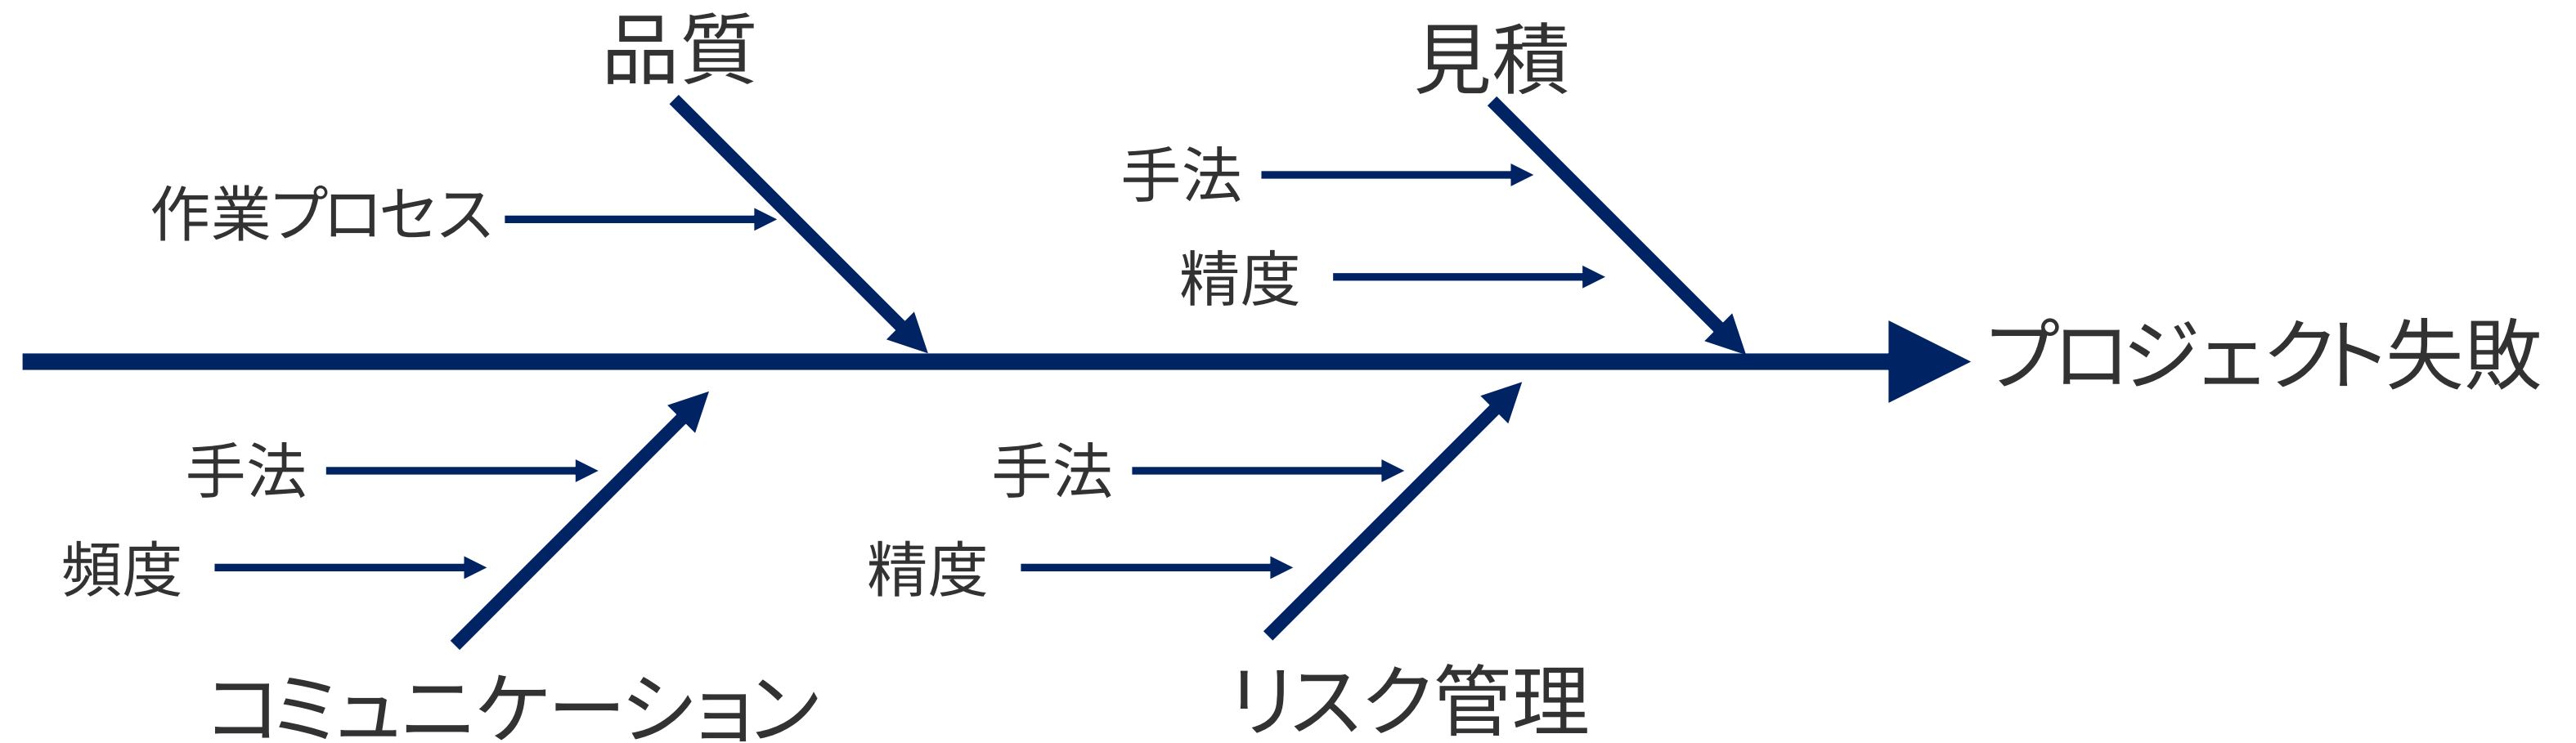 品質
見積
手法
作業プロセス
精度
プロジェクト失敗
手法
手法
頻度
精度
コミュニケーション
リスク管理